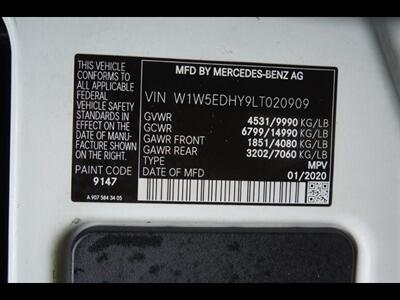 THIS VEHICLE
CONFORMS TO
ALL APPLICABLE
FEDERAL MOTOR
VEHICLE SAFETY
STANDARDS IN
EFFECT ON THE
DATE OF MANU-
FACTURE SHOWN
PAINT CODE
9147
A 907 584 34 05
MFD BY MERCEDES-BENZ AG
VIN W1W5EDHY9LT020909
GVWR 4531/9990 KG/LB
GCWR 6799/14990 KG/LB
GAWR FRONT 1851/4080 KG/LB
GAWR REAR 3202/7060 KG/LB
TYPE MPV
DATE OF MFD 01/2020